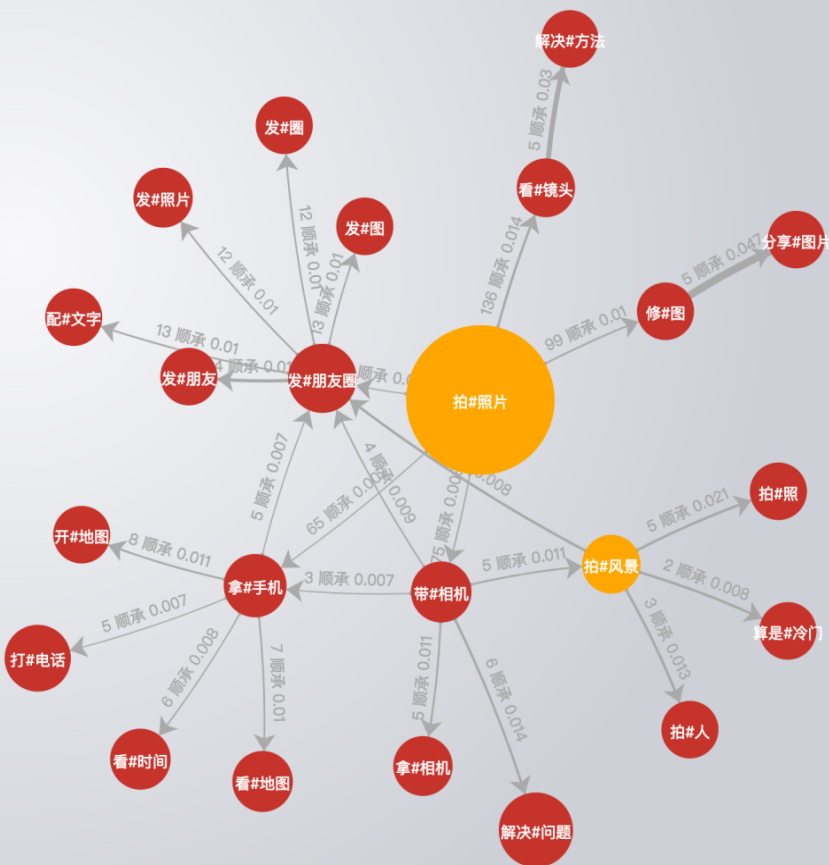 解决#方法
5 顺承 0.03
发#圈
看#镜头
发#照片
发#图
分享#图片
12 顺承 0.01
136 顺承 0.014
5 顺承 0.047
12 顺承 0.01
13 顺承 0.01
修#图
配#文字
99 顺承 0.01
13 顺承 0.01
发#朋友
4 顺承 0.01
发#朋友圈
顺承
拍#照片
5 顺承 0.007
4 顺承 0.009
65 顺承
75 顺承
0.008
拍#照
5 顺承 0.021
开#地图
8 顺承 0.011
5 顺承 0.011
拍#风景
拿#手机
3 顺承 0.007
带#相机
2 顺承 0.008
5 顺承 0.007
3 顺承 0.013
算是#冷门
打#电话
6 顺承 0.008
7 顺承 0.01
5 顺承 0.011
6 顺承 0.014
拍#人
看#时间
看#地图
拿#相机
解决#问题